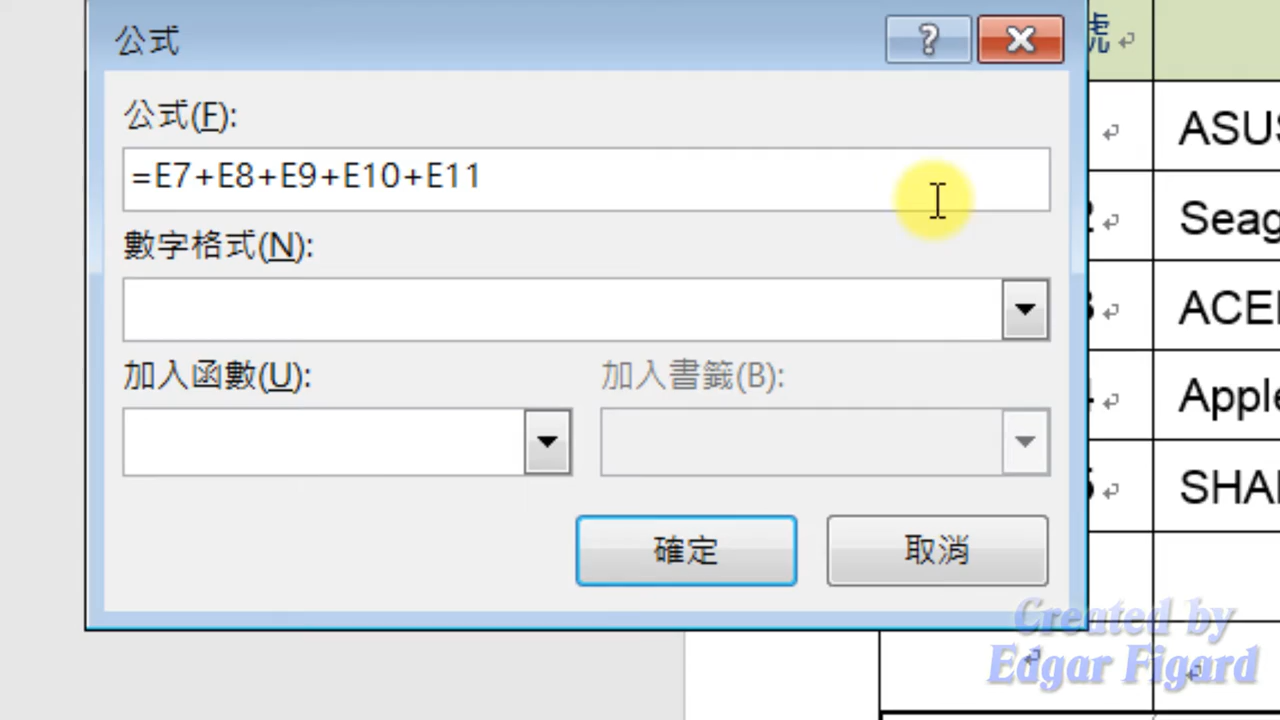 公式
?
號
公式(F):
=E7+E8+E9+E10+E11
ASUS
數字格式(N):
Seag
ACE
加入函數(U):
加入書籤(B):
Apple
SHA
確定
取消
Created by
Edgar Figard